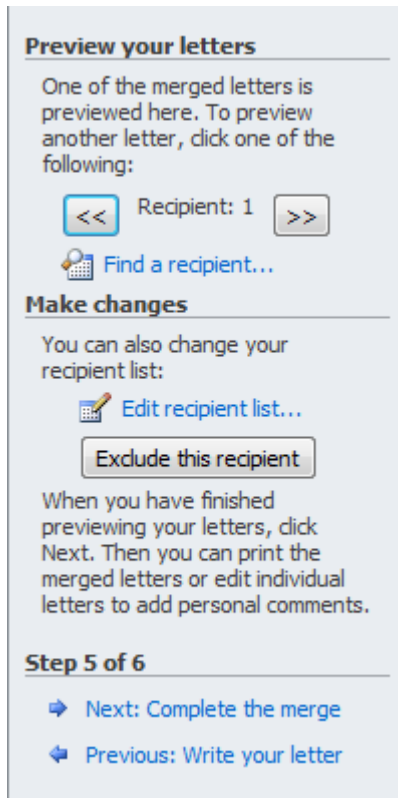 Preview your letters
One of the merged letters is
previewed here. To preview
another letter, click one of the
following:
<< Recipient: 1 >>
Find a recipient...
Make changes
You can also change your
recipient list:
Edit recipient list...
Exclude this recipient
When you have finished
previewing your letters, click
Next. Then you can print the
merged letters or edit individual
letters to add personal comments.
Step 5 of 6
Next: Complete the merge
Previous: Write your letter